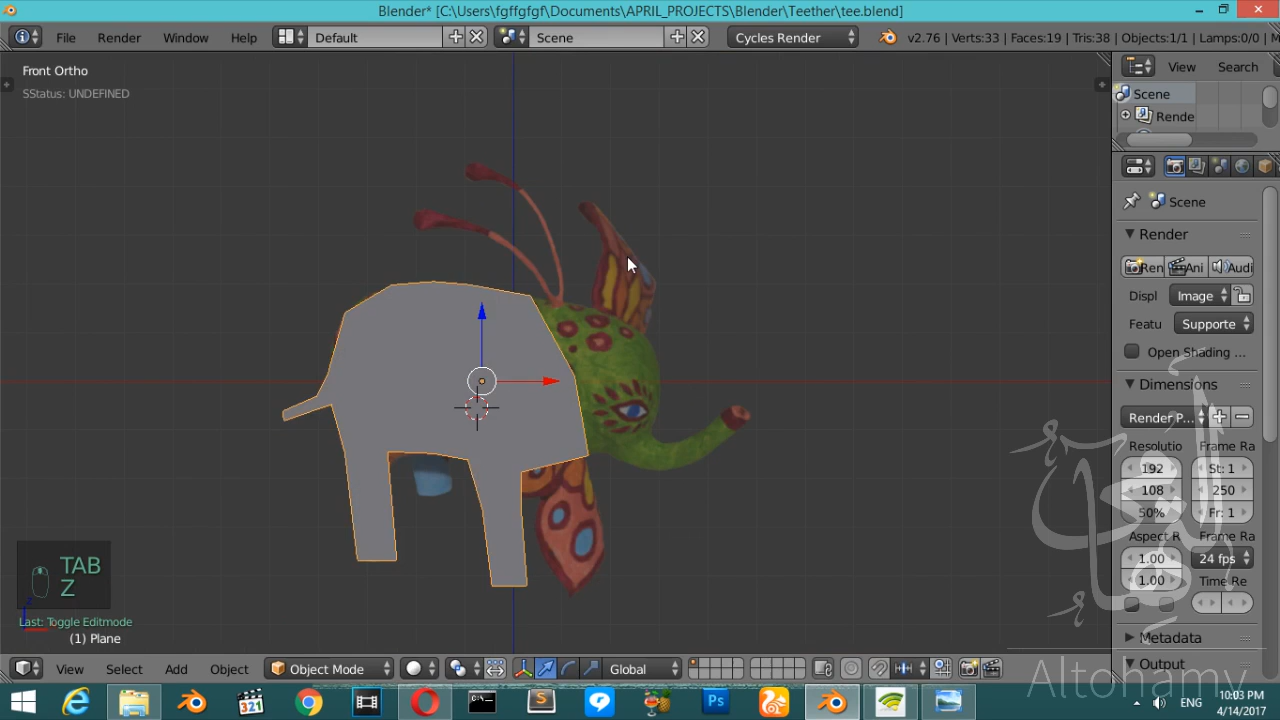 Blender* [C:\Users\fgffgfgf\Documents\APRIL_PROJECTS\Blender\Teether\tee.blend]
File Render Window Help Default Scene Cycles Render v2.76 | Verts:33 | Faces:19 | Tris:38 | Objects:1/1 | Lamps:0/0 | M
Front Ortho
SStatus: UNDEFINED
View Search
Scene
Rende
Scene
Render
Ren Ani Audi
Displ Image
Featu Supporte
Open Shading ...
Dimensions
Render P...
Resolutio Frame Ra
192 St: 1
108 250
50% Fr: 1
Aspect R Frame Ra
1.00 24 fps
1.00 Time Re
Metadata
Output
TAB
Z
Last: Toggle Editmode
(1) Plane
View Select Add Object Object Mode Global
Altohamy
321
Ps
ENG
10:03 PM
4/14/2017